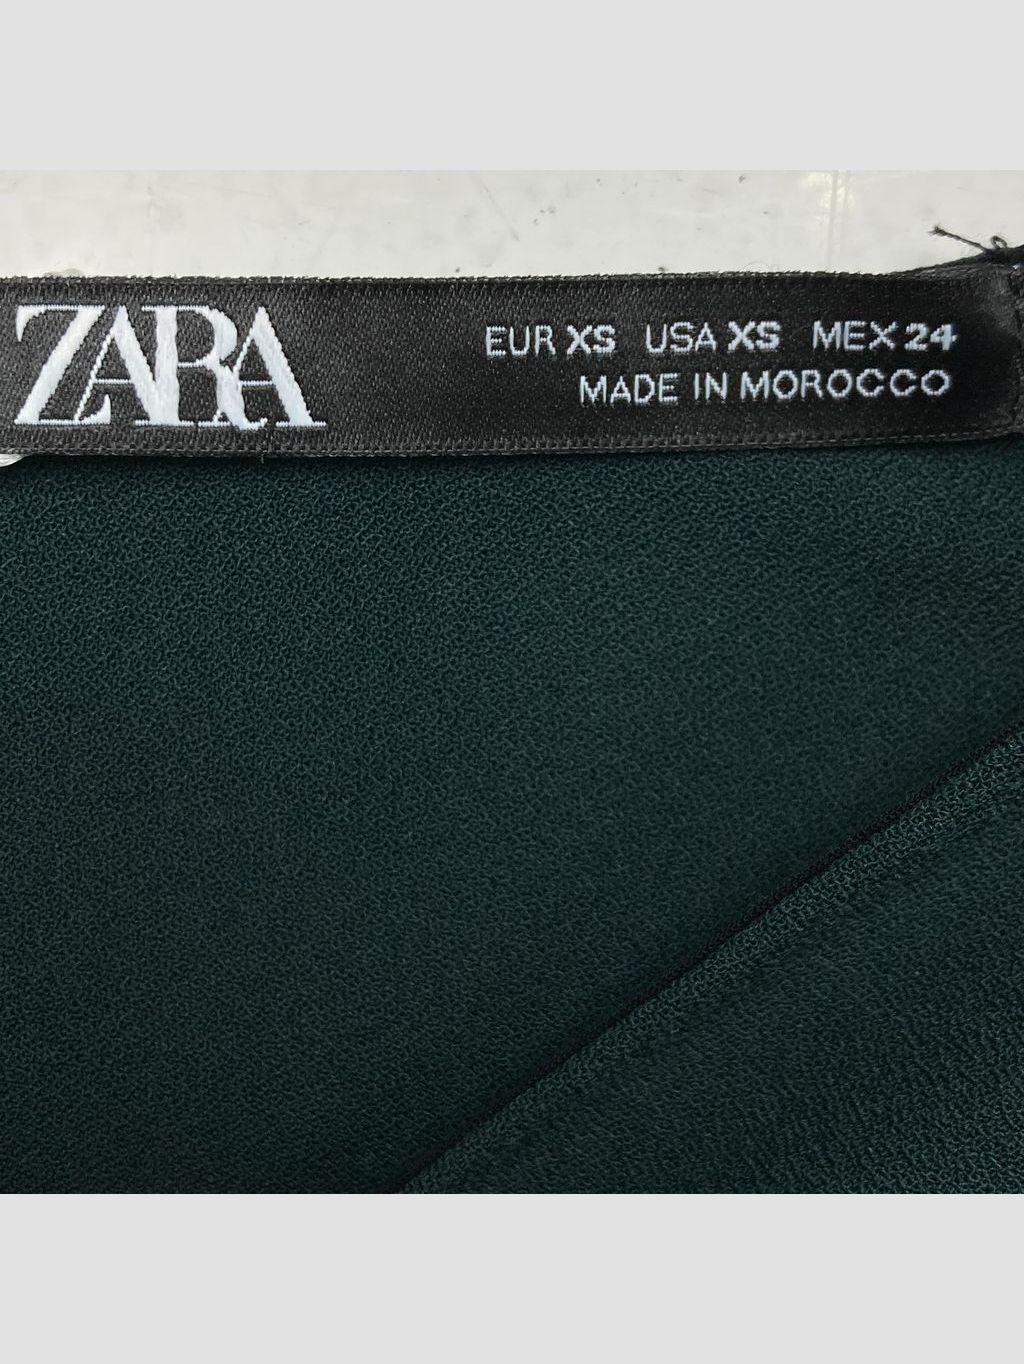 ZARA
EUR XS USA XS MEX 24
MADE IN MOROCCO